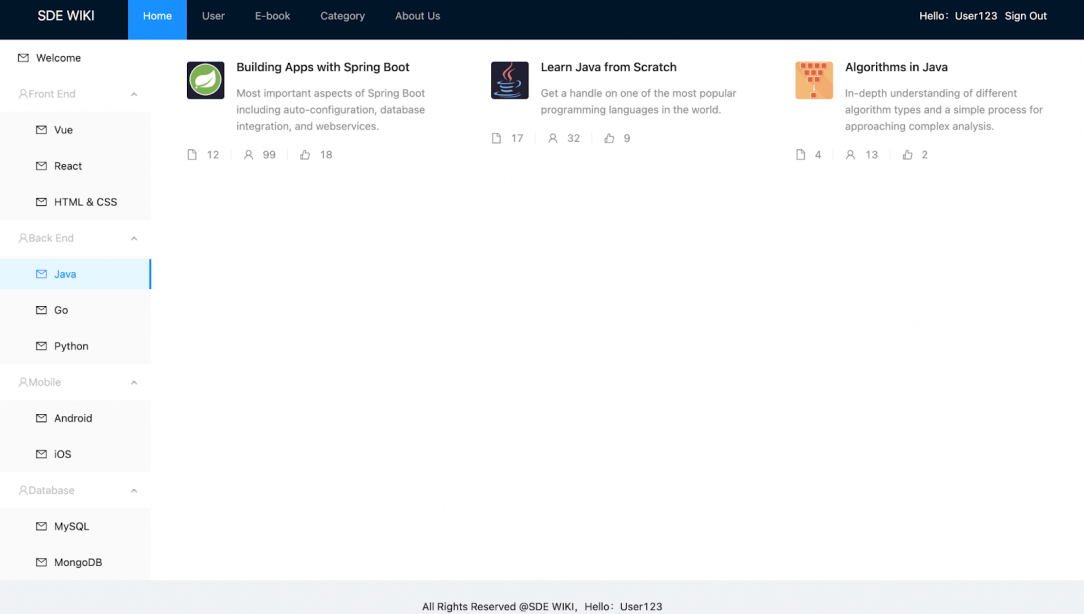 SDE WIKI
Home
User
E-book
Category
About Us
Hello：User123
Sign Out
Welcome
Front End
Vue
React
HTML & CSS
Back End
Java
Go
Python
Mobile
Android
iOS
Database
MySQL
MongoDB
Building Apps with Spring Boot
Most important aspects of Spring Boot
including auto-configuration, database
integration, and webservices.
12 99 18
Learn Java from Scratch
Get a handle on one of the most popular
programming languages in the world.
17 32 9
Algorithms in Java
In-depth understanding of different
algorithm types and a simple process for
approaching complex analysis.
4 13 2
All Rights Reserved @SDE WIKI，Hello：User123